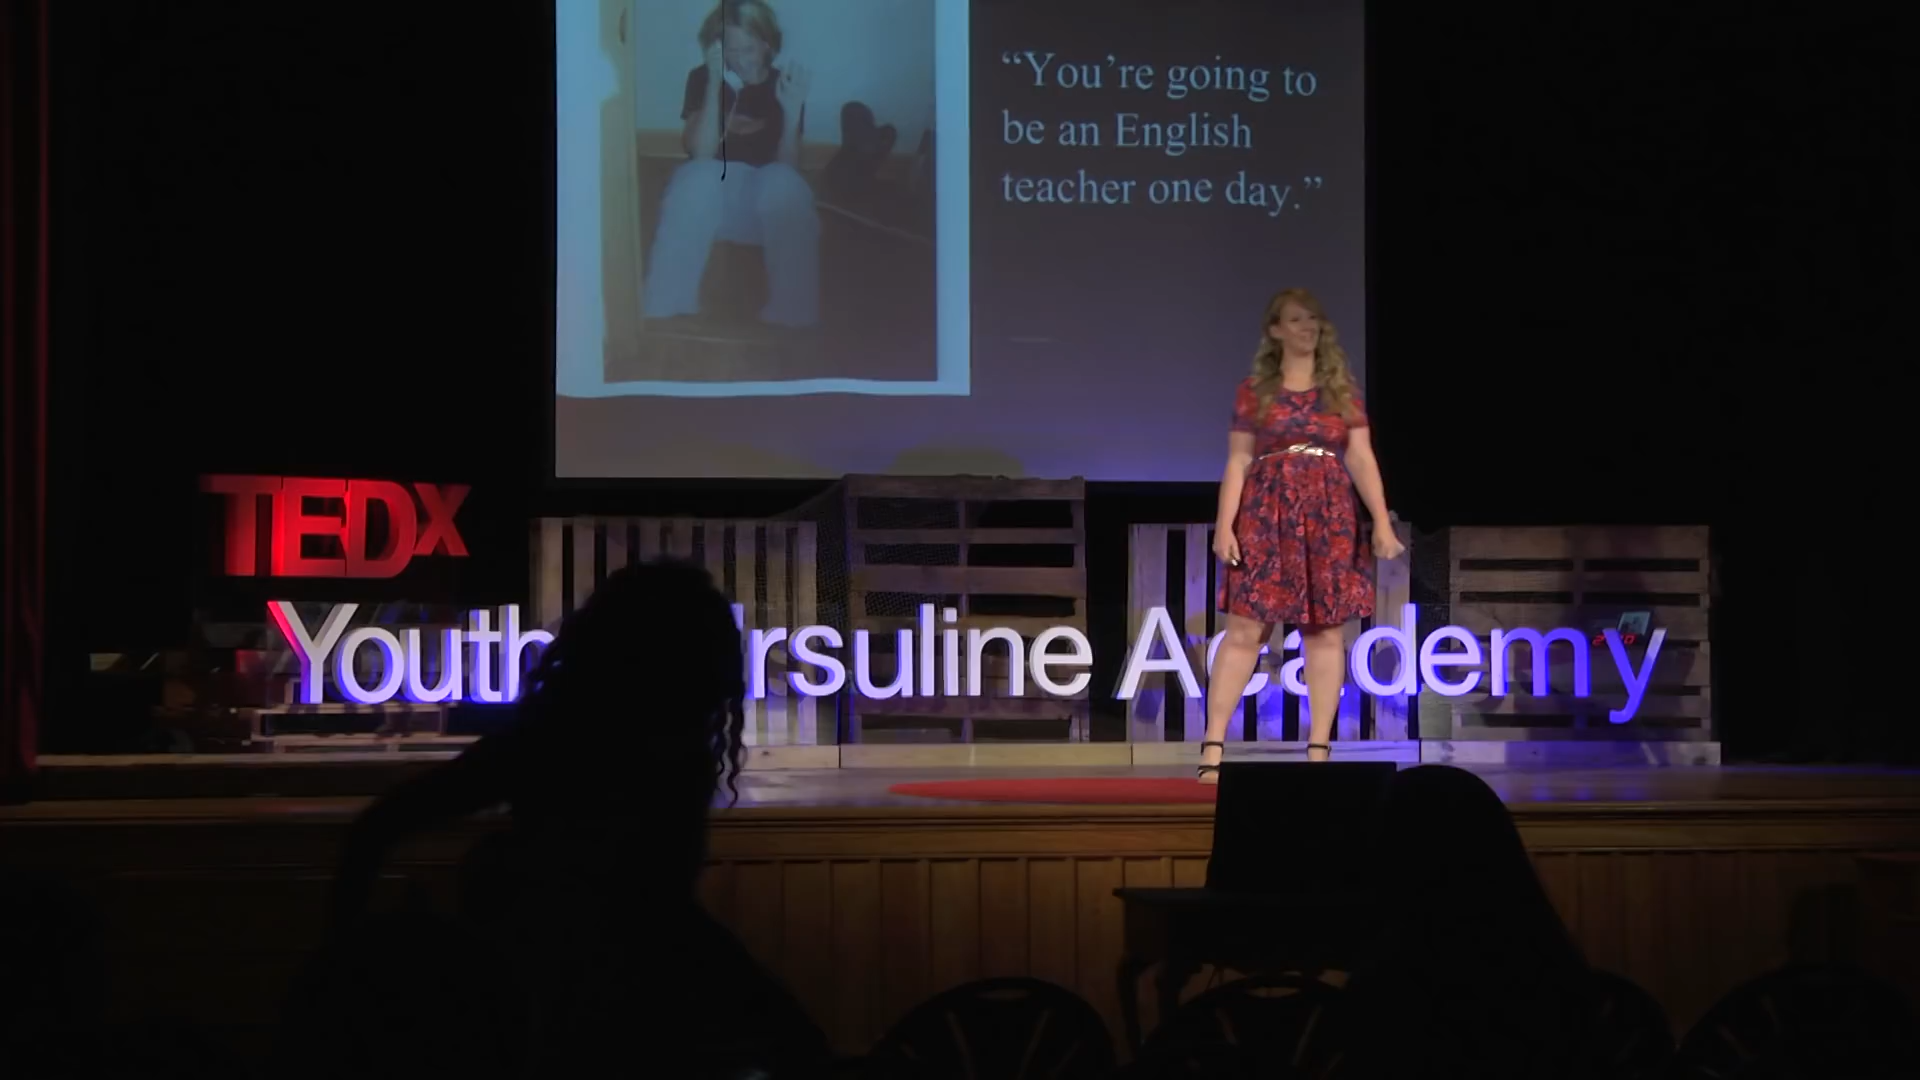 “You’re going to
be an English
teacher one day.”
TEDx
Youth rsuline Academy